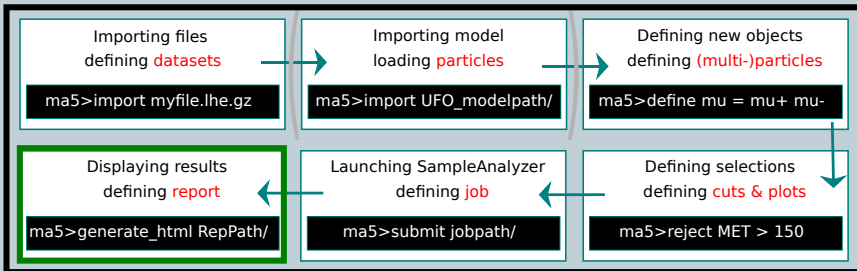 Importing files
defining datasets
ma5>import myfile.lhe.gz
Importing model
loading particles
ma5>import UFO_modelpath/
Defining new objects
defining (multi-)particles
ma5>define mu = mu+ mu-
Defining selections
defining cuts & plots
ma5>reject MET > 150
Launching SampleAnalyzer
defining job
ma5>submit jobpath/
Displaying results
defining report
ma5>generate_html RepPath/